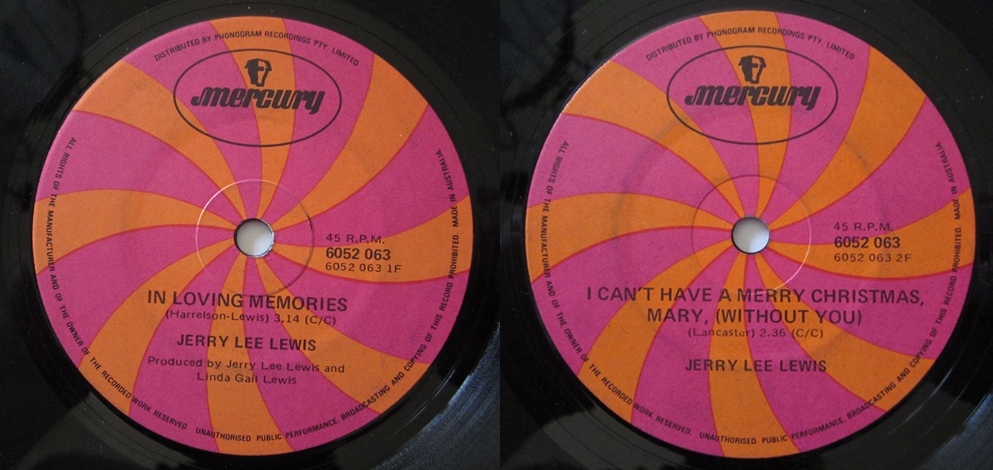 DISTRIBUTED BY PHONOGRAM RECORDINGS PTY. LIMITED
mercury
45 R.P.M.
6052 063
6052 063 1F
IN LOVING MEMORIES
(Harrelson-Lewis) 3.14 (C/C)
JERRY LEE LEWIS
Produced by Jerry Lee Lewis and
Linda Gail Lewis
ALL RIGHTS OF THE MANUFACTURER AND OF THE OWNER OF THE RECORDED WORK RESERVED. UNAUTHORISED PUBLIC PERFORMANCE, BROADCASTING AND COPYING OF THIS RECORD PROHIBITED. MADE IN AUSTRALIA.
DISTRIBUTED BY PHONOGRAM RECORDINGS PTY. LIMITED
mercury
45 R.P.M.
6052 063
6052 063 2F
I CAN'T HAVE A MERRY CHRISTMAS,
MARY, (WITHOUT YOU)
(Lancaster) 2.36 (C/C)
JERRY LEE LEWIS
ALL RIGHTS OF THE MANUFACTURER AND OF THE OWNER OF THE RECORDED WORK RESERVED. UNAUTHORISED PUBLIC PERFORMANCE, BROADCASTING AND COPYING OF THIS RECORD PROHIBITED. MADE IN AUSTRALIA.